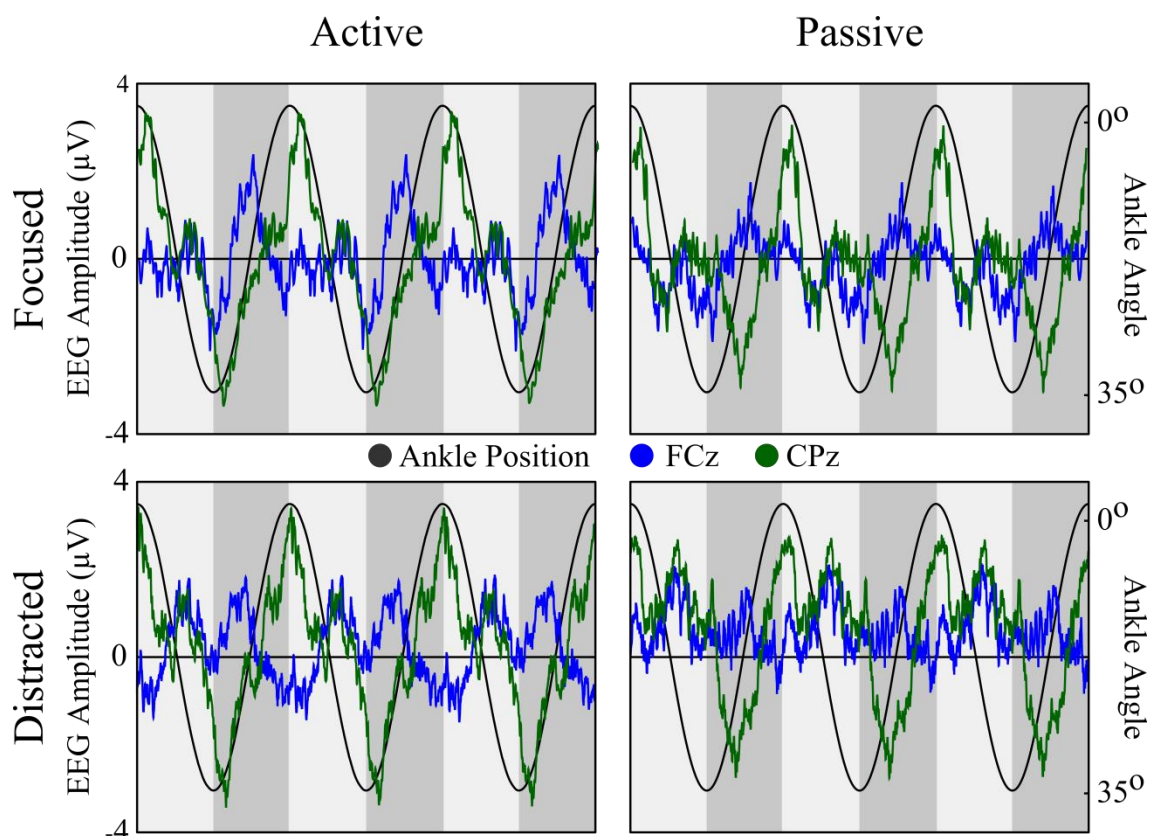 Active
Passive
Focused
EEG Amplitude (µV)
4
0
-4
0º
35º
Ankle Angle
Ankle Position
FCz
CPz
Distracted
EEG Amplitude (µV)
4
0
-4
0º
35º
Ankle Angle